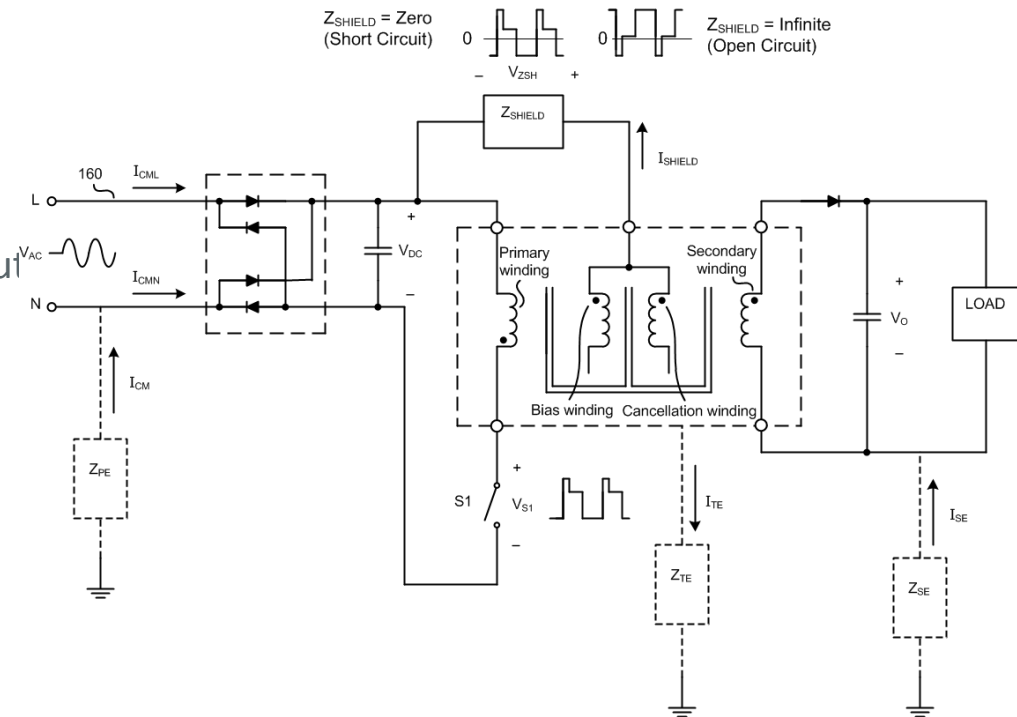 Z_SHIELD = Zero
(Short Circuit)
0
0
Z_SHIELD = Infinite
(Open Circuit)
– V_ZSH +
Z_SHIELD
I_SHIELD
160
I_CML
L
V_AC
I_CMN
N
+
V_DC
–
Primary
winding
Secondary
winding
+
V_O
–
LOAD
I_CM
Bias winding
Cancellation winding
Z_PE
+
S1
V_S1
–
I_TE
I_SE
Z_TE
Z_SE